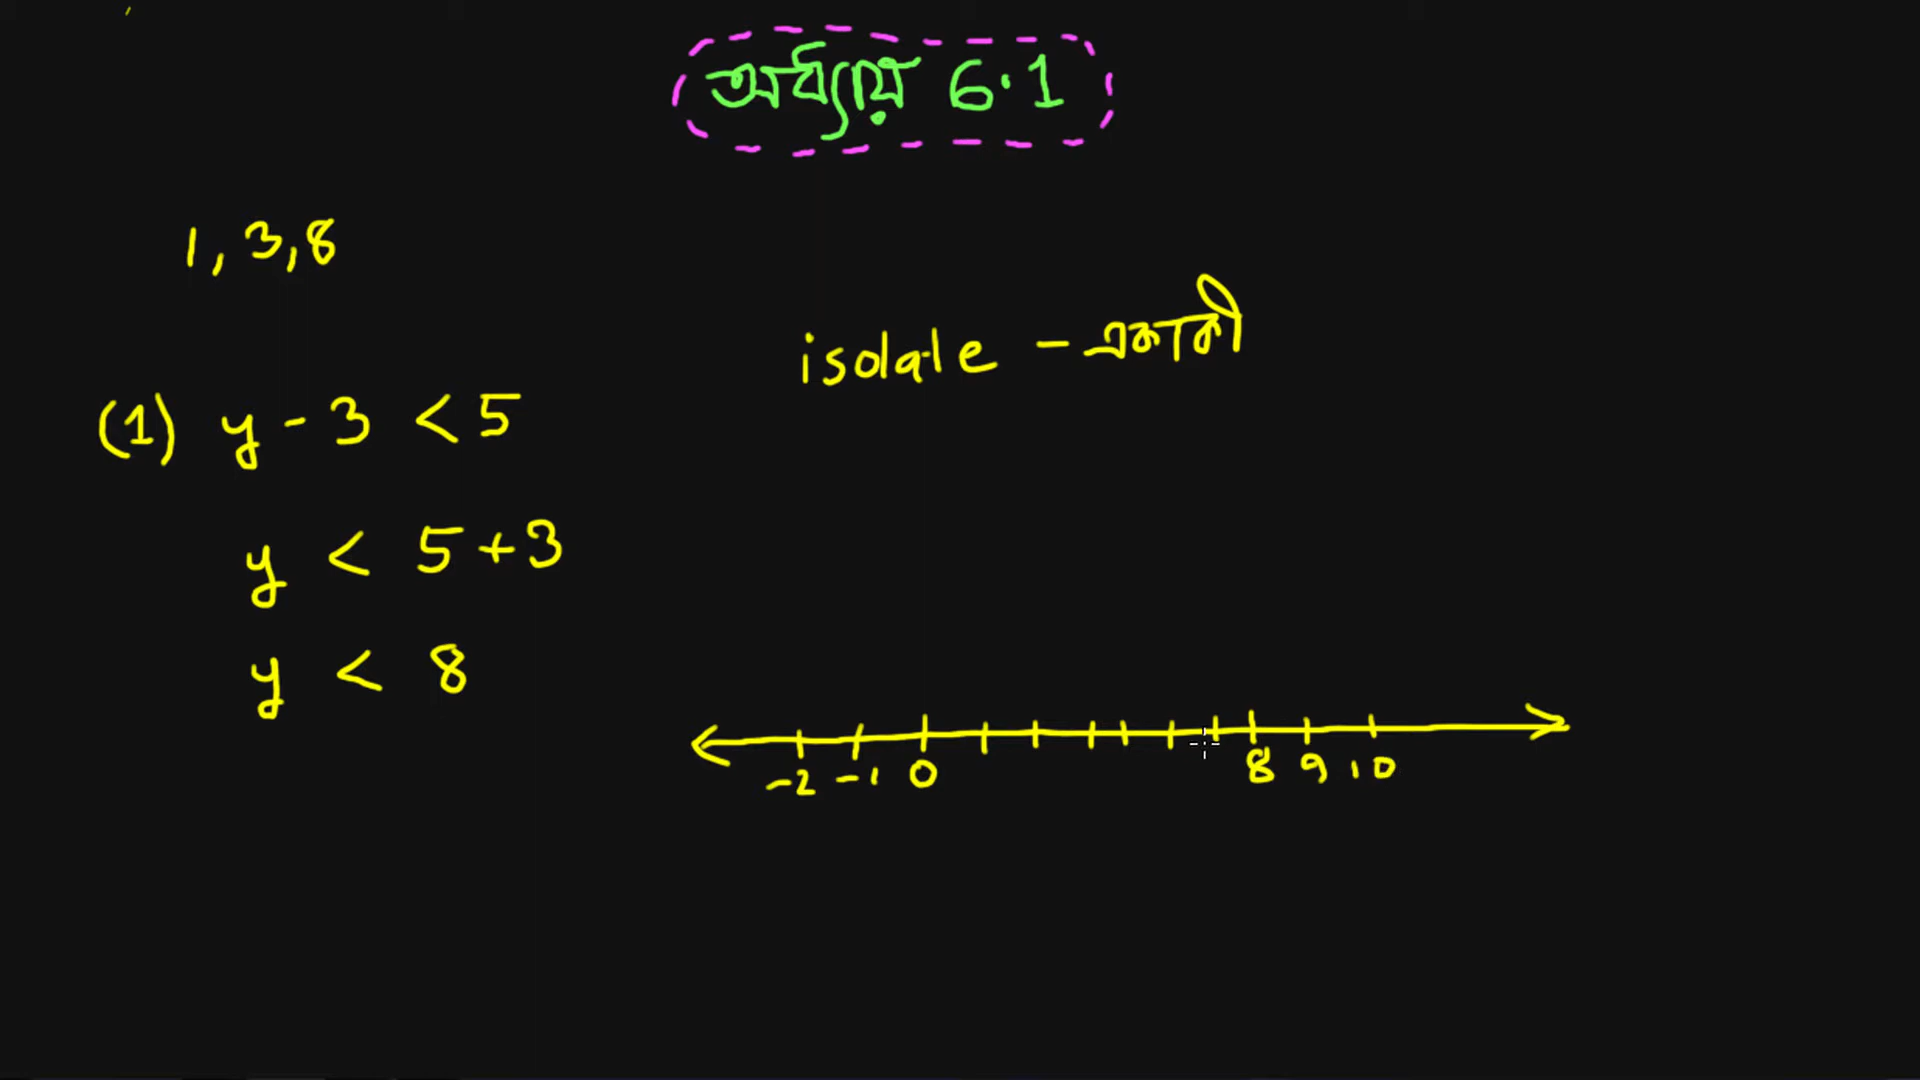 অধ্যায় 6.1
1, 3, 8
isolate - একাকী
(1) y - 3 < 5
y < 5 + 3
y < 8
-2 -1 0 8 9 10